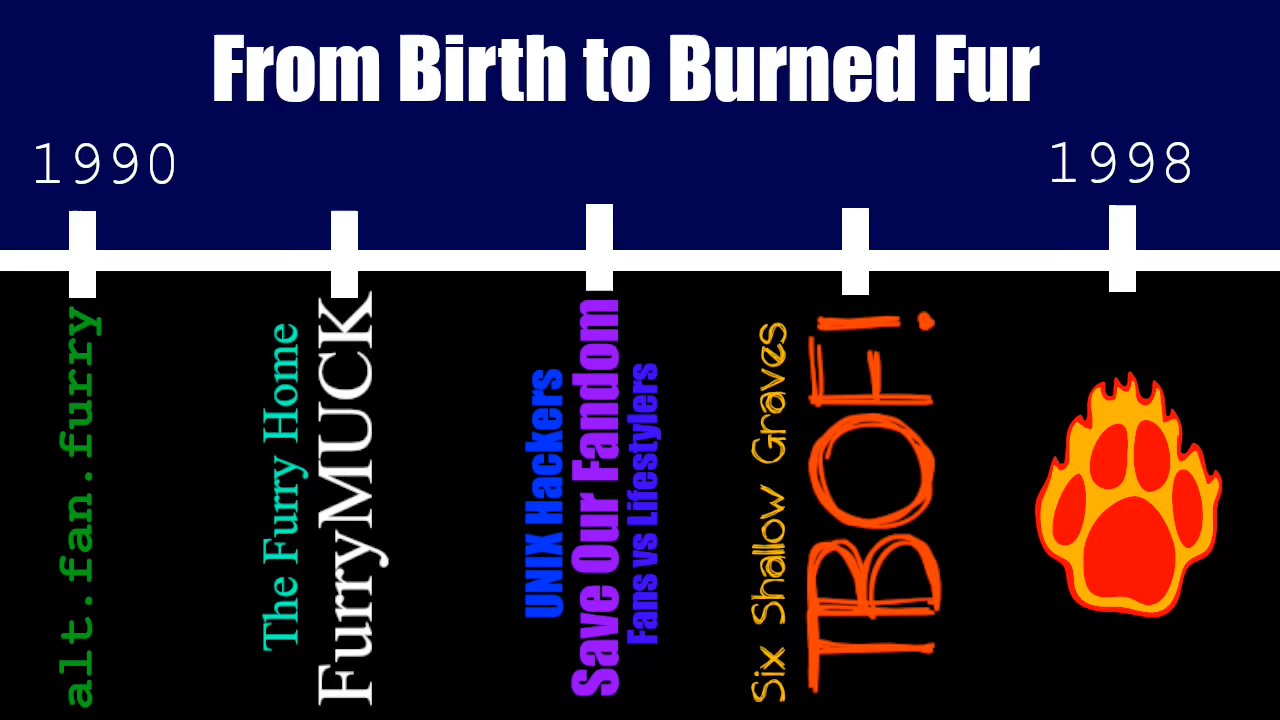 From Birth to Burned Fur
1990
1998
alt.fan.furry
The Furry Home
FurryMUCK
UNIX Hackers
Save Our Fandom
Fans vs Lifestylers
Six Shallow Graves
TBOF!